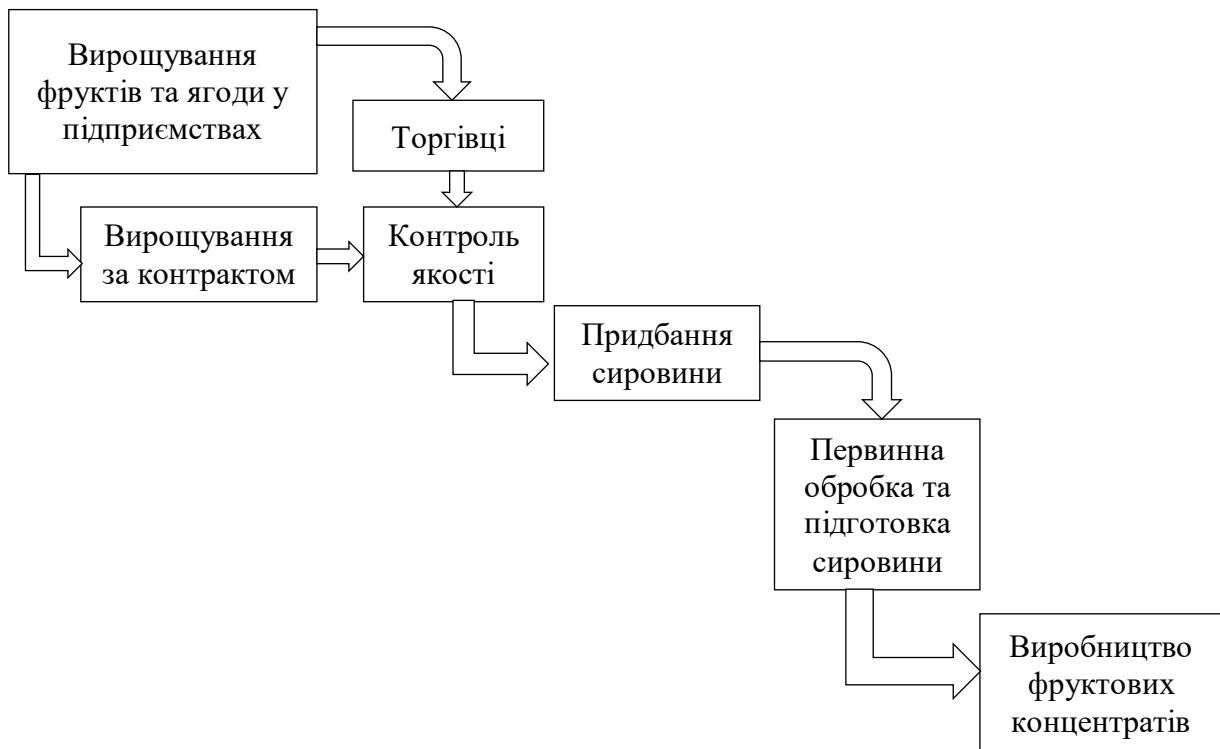 Вирощування
фруктів та ягоди у
підприємствах
Торгівці
Вирощування
за контрактом
Контроль
якості
Придбання
сировини
Первинна
обробка та
підготовка
сировини
Виробництво
фруктових
концентратів